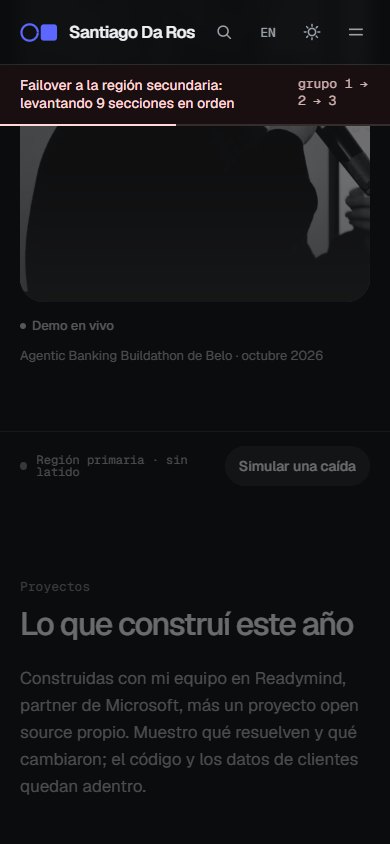 Santiago Da Ros
EN
Failover a la región secundaria:
levantando 9 secciones en orden
grupo 1 →
2 → 3
Demo en vivo
Agentic Banking Buildathon de Belo · octubre 2026
Región primaria · sin
latido
Simular una caída
Proyectos
Lo que construí este año
Construidas con mi equipo en Readymind,
partner de Microsoft, más un proyecto open
source propio. Muestro qué resuelven y qué
cambiaron; el código y los datos de clientes
quedan adentro.